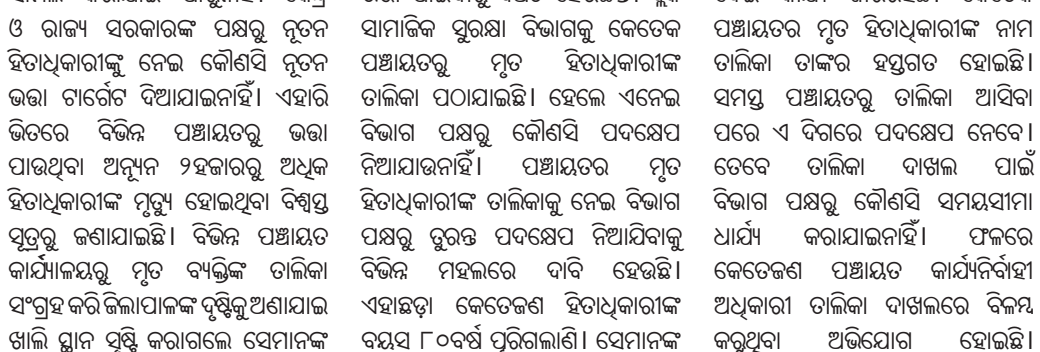 ଓ ରାଜ୍ୟ ସରକାରଙ୍କ ପକ୍ଷରୁ ନୂତନ
ହିତାଧିକାରୀଙ୍କୁ ନେଇ କୌଣସି ନୂତନ
ଭତ୍ତା ଟାର୍ଗେଟ ଦିଆଯାଇନାହିଁ। ଏହାରି
ଭିତରେ ବିଭିନ୍ନ ପଞ୍ଚାୟତରୁ ଭତ୍ତା
ପାଉଥିବା ଅନ୍ୟୂନ ୨ହଜାରରୁ ଅଧିକ
ହିତାଧିକାରୀଙ୍କ ମୃତ୍ୟୁ ହୋଇଥିବା ବିଶ୍ବସ୍ତ
ସୂତ୍ରରୁ ଜଣାଯାଇଛି। ବିଭିନ୍ନ ପଞ୍ଚାୟତ
କାର୍ଯ୍ୟାଳୟରୁ ମୃତ ବ୍ୟକ୍ତିଙ୍କ ତାଲିକା
ସଂଗ୍ରହ କରି ଜିଲାପାଳଙ୍କ ଦୃଷ୍ଟିକୁ ଅଣାଯାଇ
ଖାଲି ସ୍ଥାନ ସୃଷ୍ଟି କରାଗଲେ ସେମାନଙ୍କ
ସାମାଜିକ ସୁରକ୍ଷା ବିଭାଗକୁ କେତେକ
ପଞ୍ଚାୟତରୁ ମୃତ ହିତାଧିକାରୀଙ୍କ
ତାଲିକା ପଠାଯାଇଛି। ହେଲେ ଏନେଇ
ବିଭାଗ ପକ୍ଷରୁ କୌଣସି ପଦକ୍ଷେପ
ନିଆଯାଉନାହିଁ। ପଞ୍ଚାୟତର ମୃତ
ହିତାଧିକାରୀଙ୍କ ତାଲିକାକୁ ନେଇ ବିଭାଗ
ପକ୍ଷରୁ ତୁରନ୍ତ ପଦକ୍ଷେପ ନିଆଯିବାକୁ
ବିଭିନ୍ନ ମହଲରେ ଦାବି ହେଉଛି।
ଏହାଛଡ଼ା କେତେଜଣ ହିତାଧିକାରୀଙ୍କ
ବୟସ ୮୦ବର୍ଷ ପୂରିଗଲାଣି। ସେମାନଙ୍କ
ପଞ୍ଚାୟତର ମୃତ ହିତାଧିକାରୀଙ୍କ ନାମ
ତାଲିକା ତାଙ୍କର ହସ୍ତଗତ ହୋଇଛି।
ସମସ୍ତ ପଞ୍ଚାୟତରୁ ତାଲିକା ଆସିବା
ପରେ ଏ ଦିଗରେ ପଦକ୍ଷେପ ନେବେ।
ତେବେ ତାଲିକା ଦାଖଲ ପାଇଁ
ବିଭାଗ ପକ୍ଷରୁ କୌଣସି ସମୟସୀମା
ଧାର୍ଯ୍ୟ କରାଯାଇନାହିଁ। ଫଳରେ
କେତେଜଣ ପଞ୍ଚାୟତ କାର୍ଯ୍ୟନିର୍ବାହୀ
ଅଧିକାରୀ ତାଲିକା ଦାଖଲରେ ବିଳମ୍ବ
କରୁଥିବା ଅଭିଯୋଗ ହୋଇଛି।